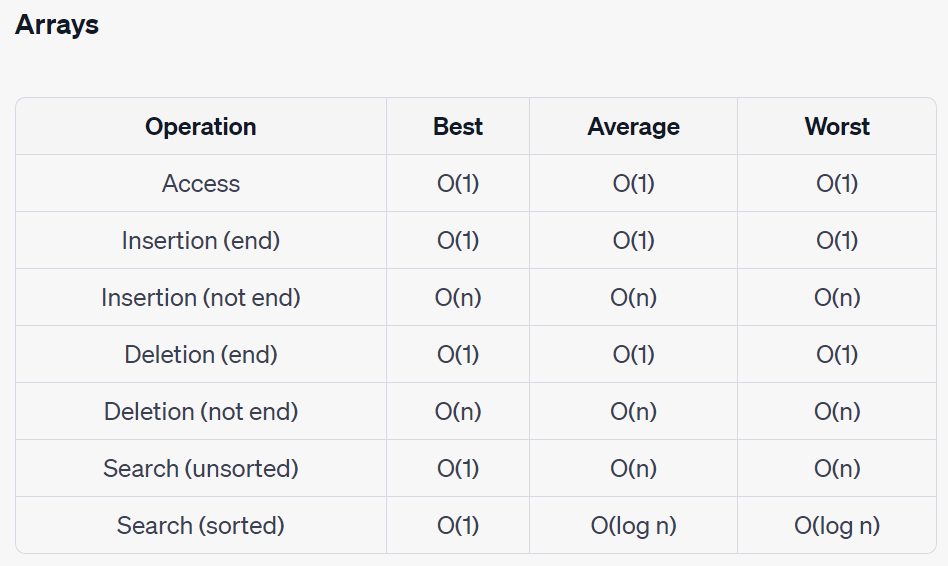 Arrays
Operation Best Average Worst
Access O(1) O(1) O(1)
Insertion (end) O(1) O(1) O(1)
Insertion (not end) O(n) O(n) O(n)
Deletion (end) O(1) O(1) O(1)
Deletion (not end) O(n) O(n) O(n)
Search (unsorted) O(1) O(n) O(n)
Search (sorted) O(1) O(log n) O(log n)